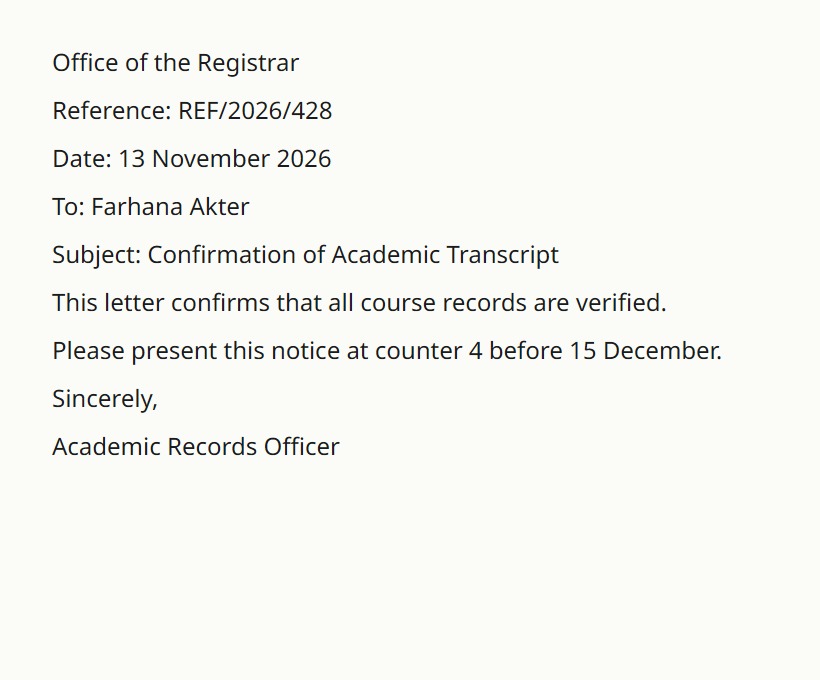 Office of the Registrar
Reference: REF/2026/428
Date: 13 November 2026
To: Farhana Akter
Subject: Confirmation of Academic Transcript
This letter confirms that all course records are verified.
Please present this notice at counter 4 before 15 December.
Sincerely,
Academic Records Officer